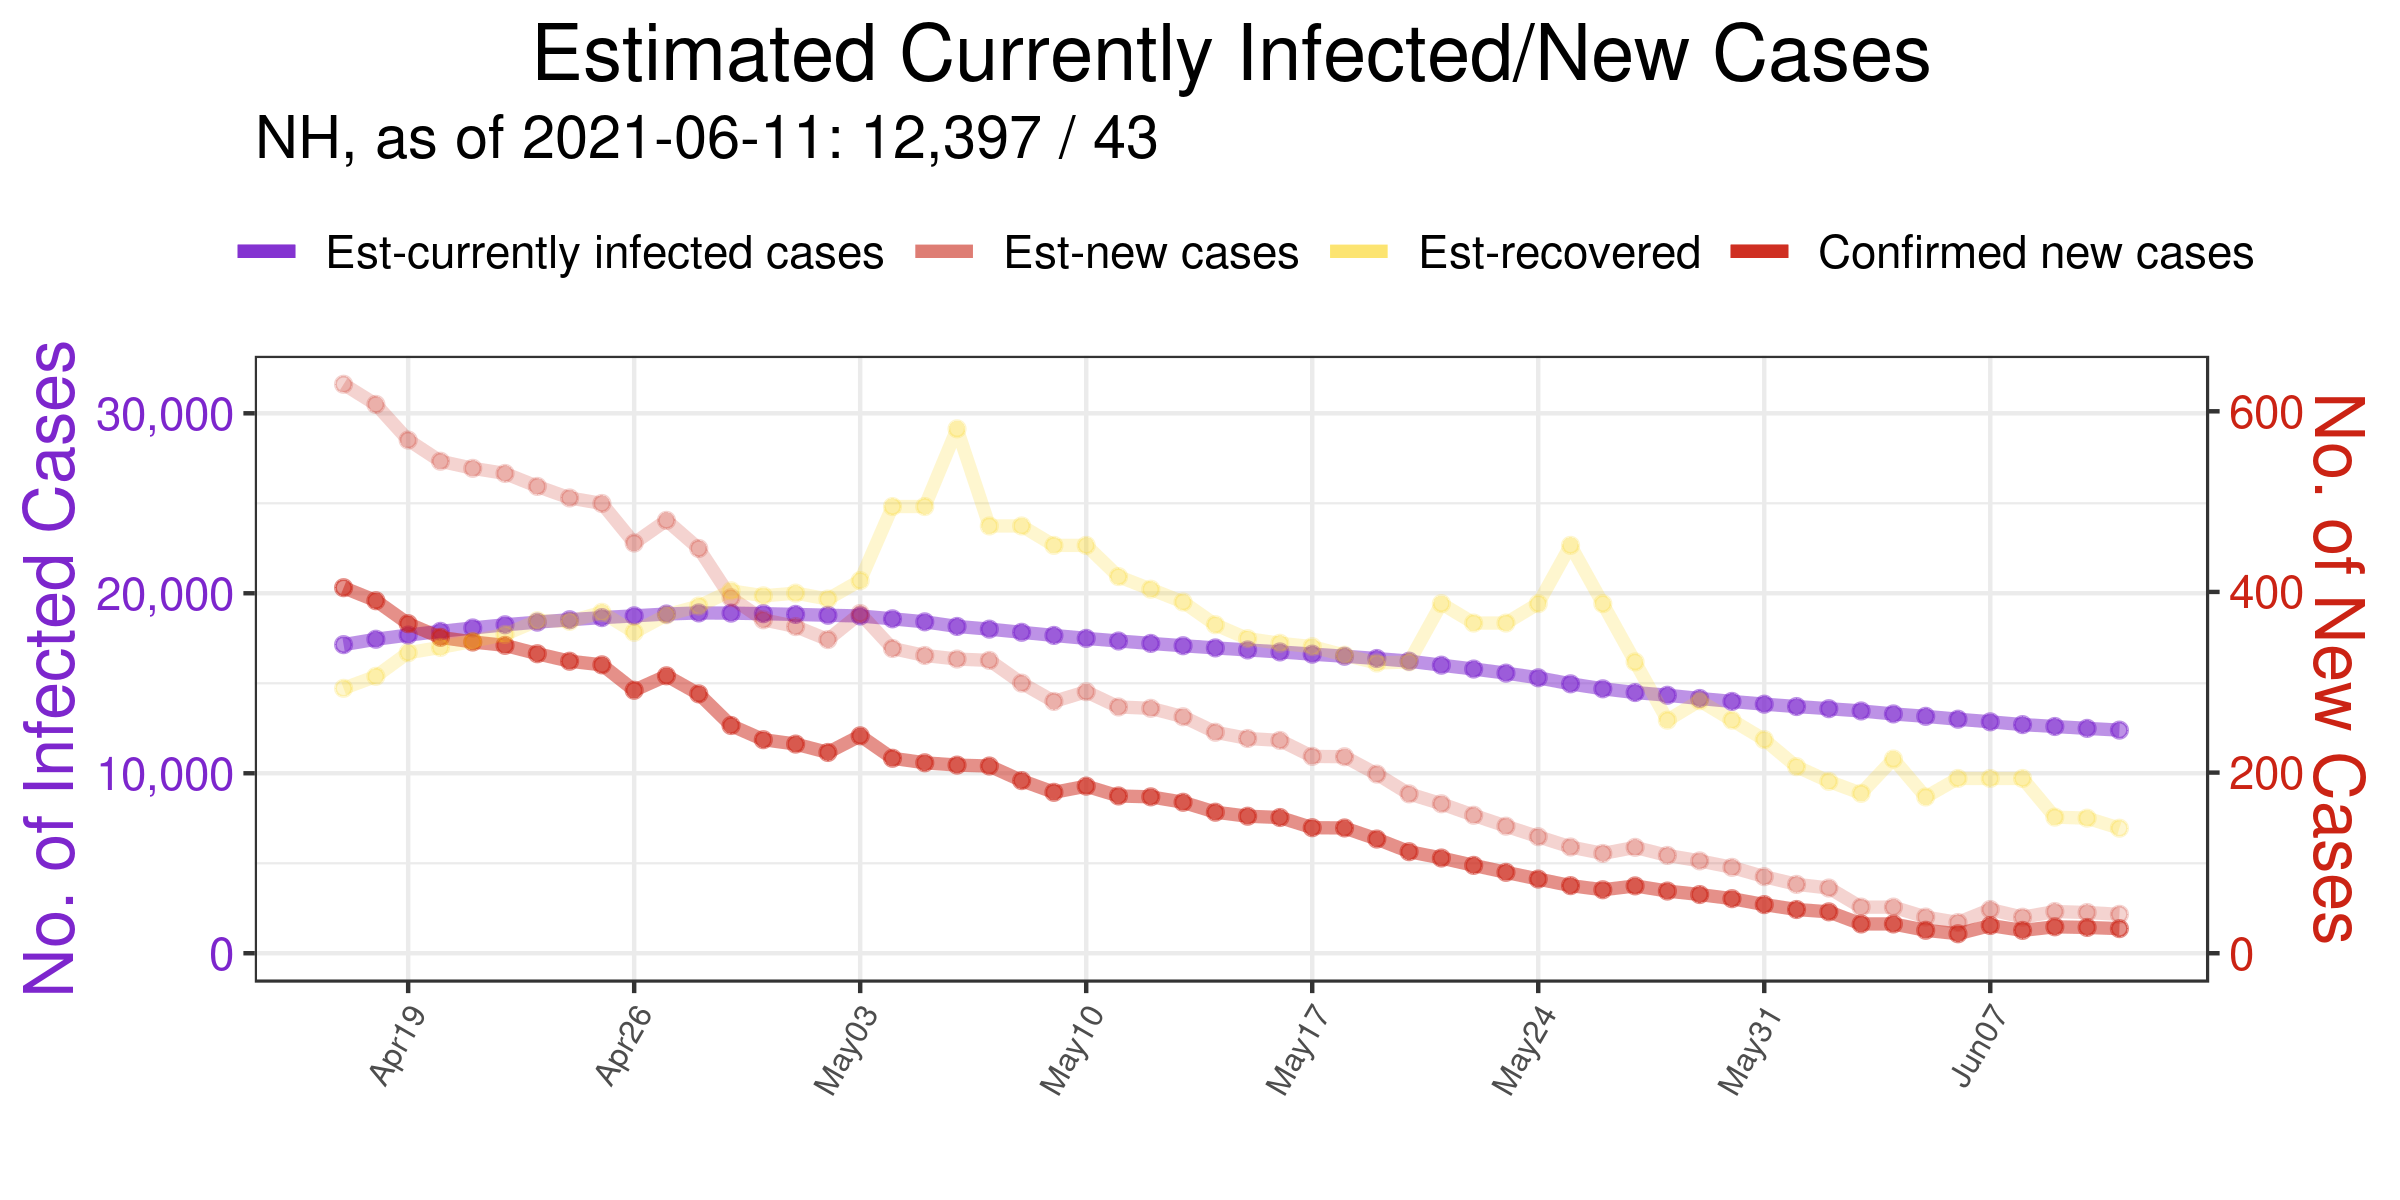 Estimated Currently Infected/New Cases
NH, as of 2021-06-11: 12,397 / 43
Est-currently infected cases Est-new cases Est-recovered Confirmed new cases
No. of Infected Cases
30,000
20,000
10,000
0
600
400
200
0
No. of New Cases
Apr19 Apr26 May03 May10 May17 May24 May31 Jun07